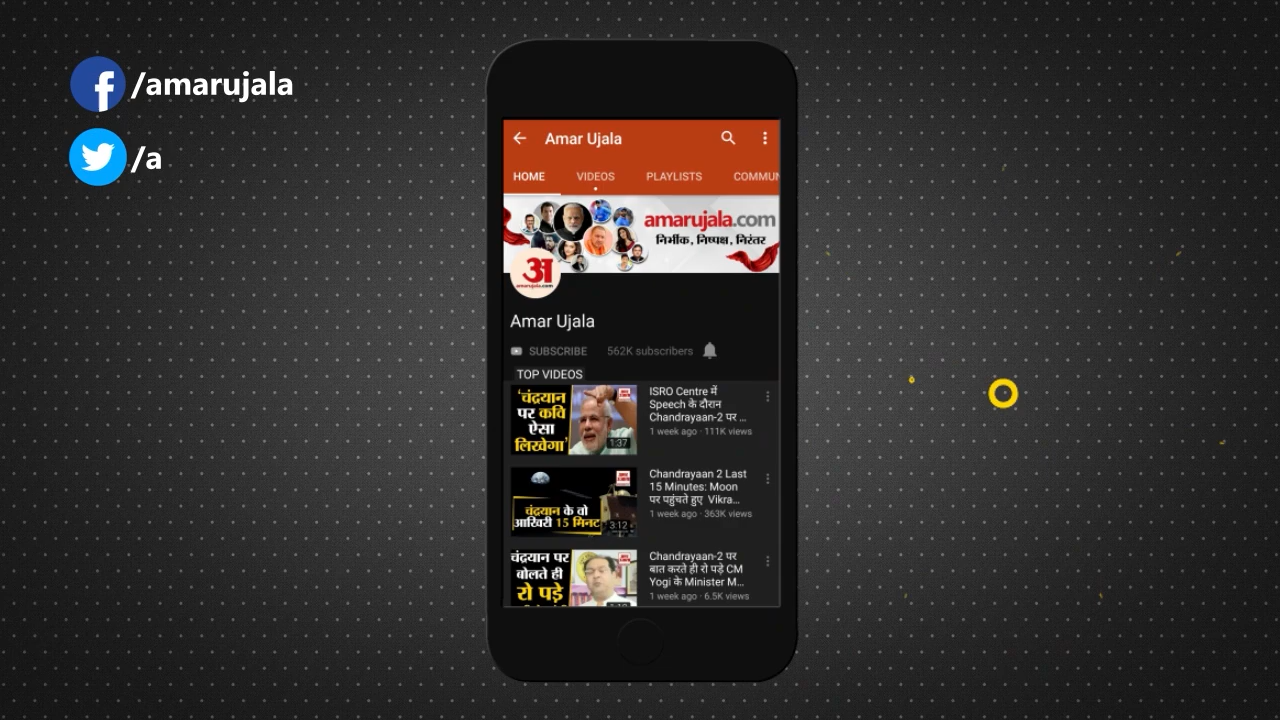 /amarujala
/a
Amar Ujala
HOME VIDEOS PLAYLISTS COMMUN
amarujala.com
निर्भीक, निष्पक्ष, निरंतर
अ
amarujala.com
Amar Ujala
SUBSCRIBE 562K subscribers
TOP VIDEOS
'चंद्रयान
पर कवि
ऐसा
लिखेगा'
1:37
ISRO Centre में
Speech के दौरान
Chandrayaan-2 पर ...
1 week ago · 111K views
चंद्रयान के वो
आखिरी 15 मिनट
3:12
Chandrayaan 2 Last
15 Minutes: Moon
पर पहुंचते हुए Vikra...
1 week ago · 363K views
चंद्रयान पर
बोलते ही
रो पड़े
Chandrayaan-2 पर
बात करते ही रो पड़े CM
Yogi के Minister M...
1 week ago · 6.5K views